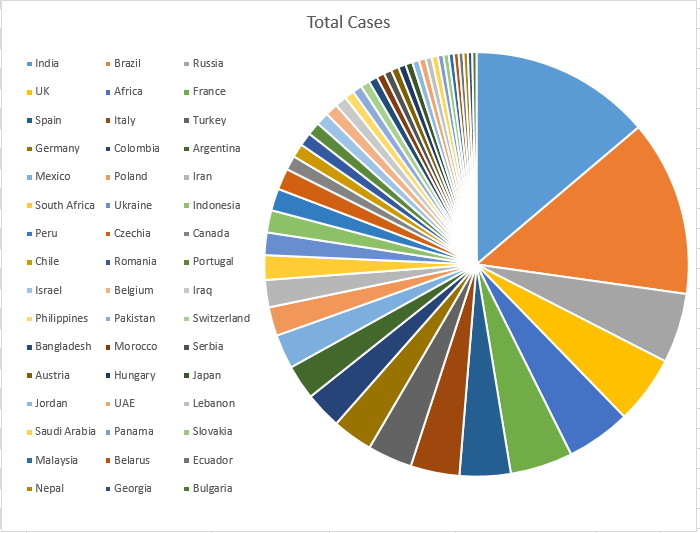 Total Cases
India Brazil Russia
UK Africa France
Spain Italy Turkey
Germany Colombia Argentina
Mexico Poland Iran
South Africa Ukraine Indonesia
Peru Czechia Canada
Chile Romania Portugal
Israel Belgium Iraq
Philippines Pakistan Switzerland
Bangladesh Morocco Serbia
Austria Hungary Japan
Jordan UAE Lebanon
Saudi Arabia Panama Slovakia
Malaysia Belarus Ecuador
Nepal Georgia Bulgaria